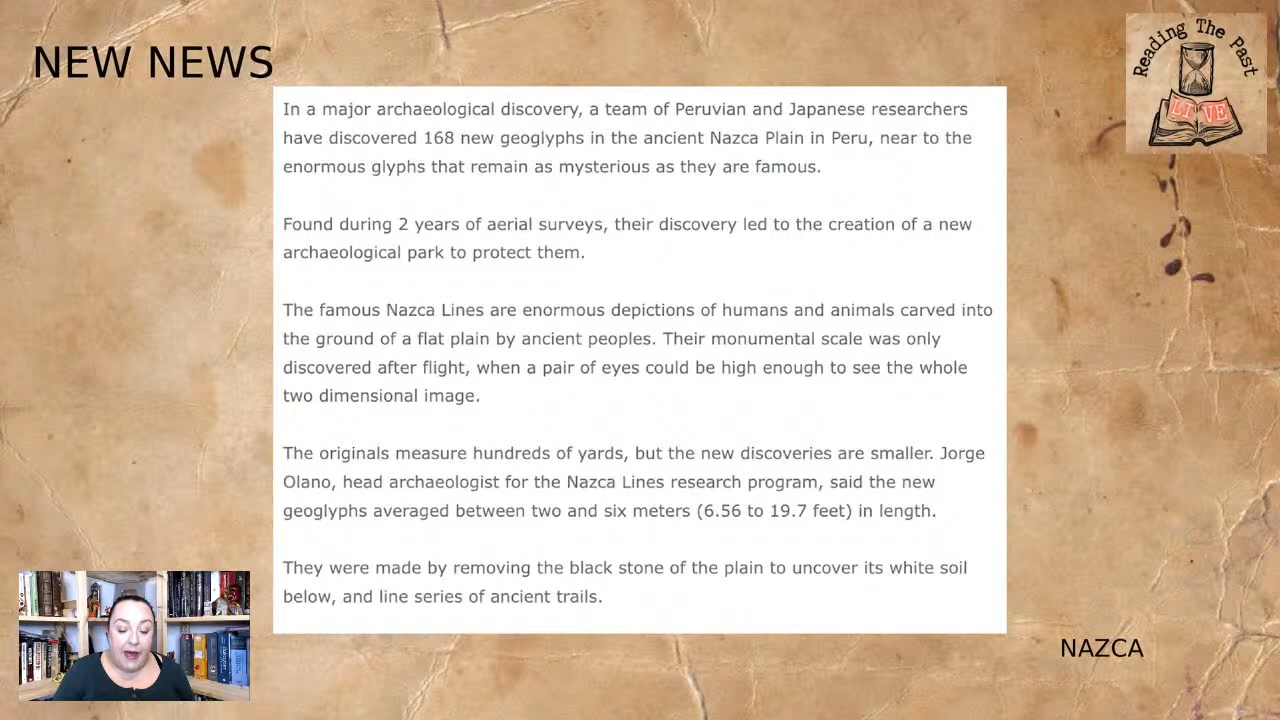 NEW NEWS
Reading The Past
LIVE
In a major archaeological discovery, a team of Peruvian and Japanese researchers
have discovered 168 new geoglyphs in the ancient Nazca Plain in Peru, near to the
enormous glyphs that remain as mysterious as they are famous.
Found during 2 years of aerial surveys, their discovery led to the creation of a new
archaeological park to protect them.
The famous Nazca Lines are enormous depictions of humans and animals carved into
the ground of a flat plain by ancient peoples. Their monumental scale was only
discovered after flight, when a pair of eyes could be high enough to see the whole
two dimensional image.
The originals measure hundreds of yards, but the new discoveries are smaller. Jorge
Olano, head archaeologist for the Nazca Lines research program, said the new
geoglyphs averaged between two and six meters (6.56 to 19.7 feet) in length.
They were made by removing the black stone of the plain to uncover its white soil
below, and line series of ancient trails.
NAZCA